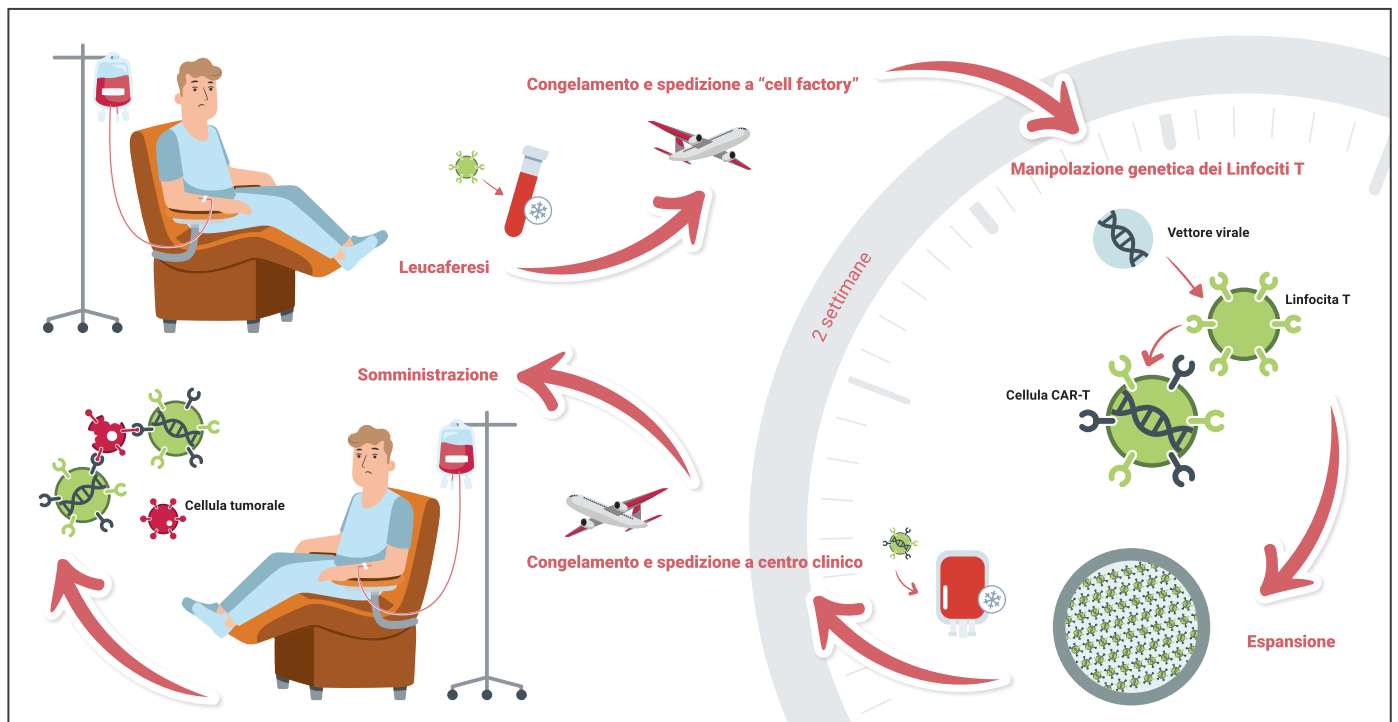 Congelamento e spedizione a “cell factory”
Manipolazione genetica dei Linfociti T
Vettore virale
Leucaferesi
2 settimane
Linfocita T
Somministrazione
Cellula CAR-T
Cellula tumorale
Congelamento e spedizione a centro clinico
Espansione